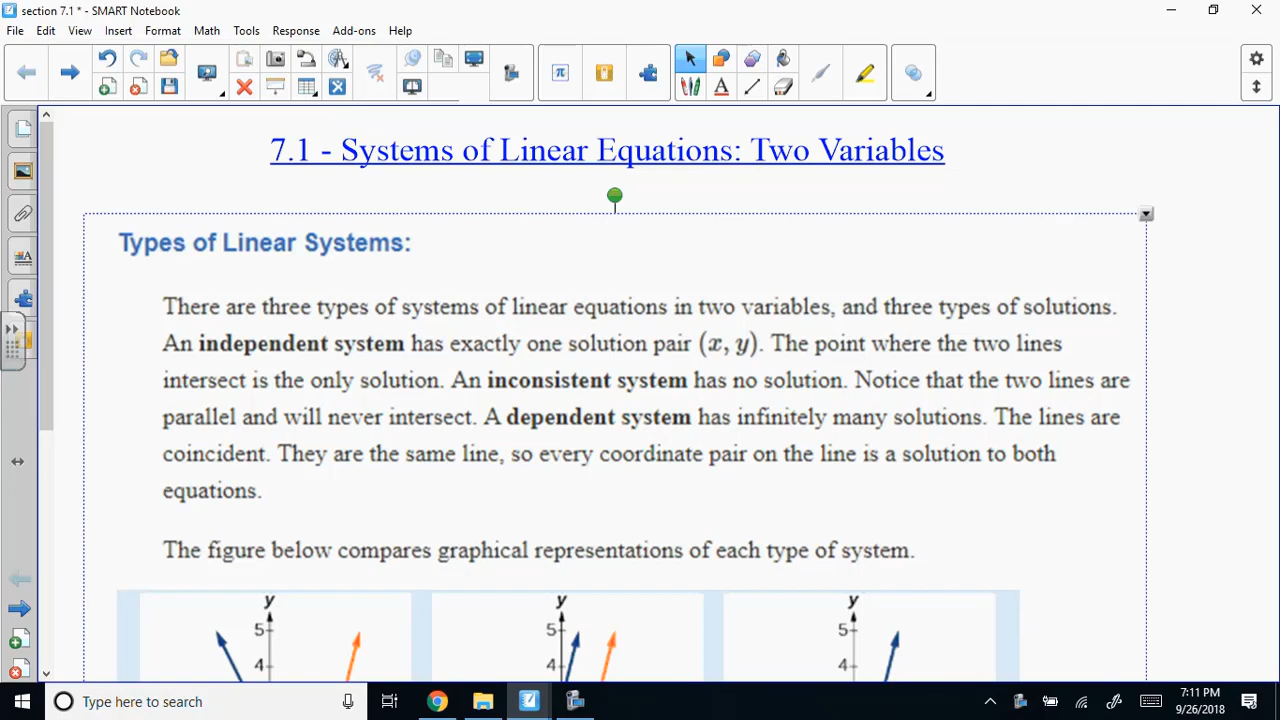 section 7.1 * - SMART Notebook
File Edit View Insert Format Math Tools Response Add-ons Help
π
A
7.1 - Systems of Linear Equations: Two Variables
Types of Linear Systems:
There are three types of systems of linear equations in two variables, and three types of solutions.
An independent system has exactly one solution pair (x, y). The point where the two lines
intersect is the only solution. An inconsistent system has no solution. Notice that the two lines are
parallel and will never intersect. A dependent system has infinitely many solutions. The lines are
coincident. They are the same line, so every coordinate pair on the line is a solution to both
equations.
The figure below compares graphical representations of each type of system.
y y y
5 5 5
4 4 4
Type here to search
7:11 PM
9/26/2018